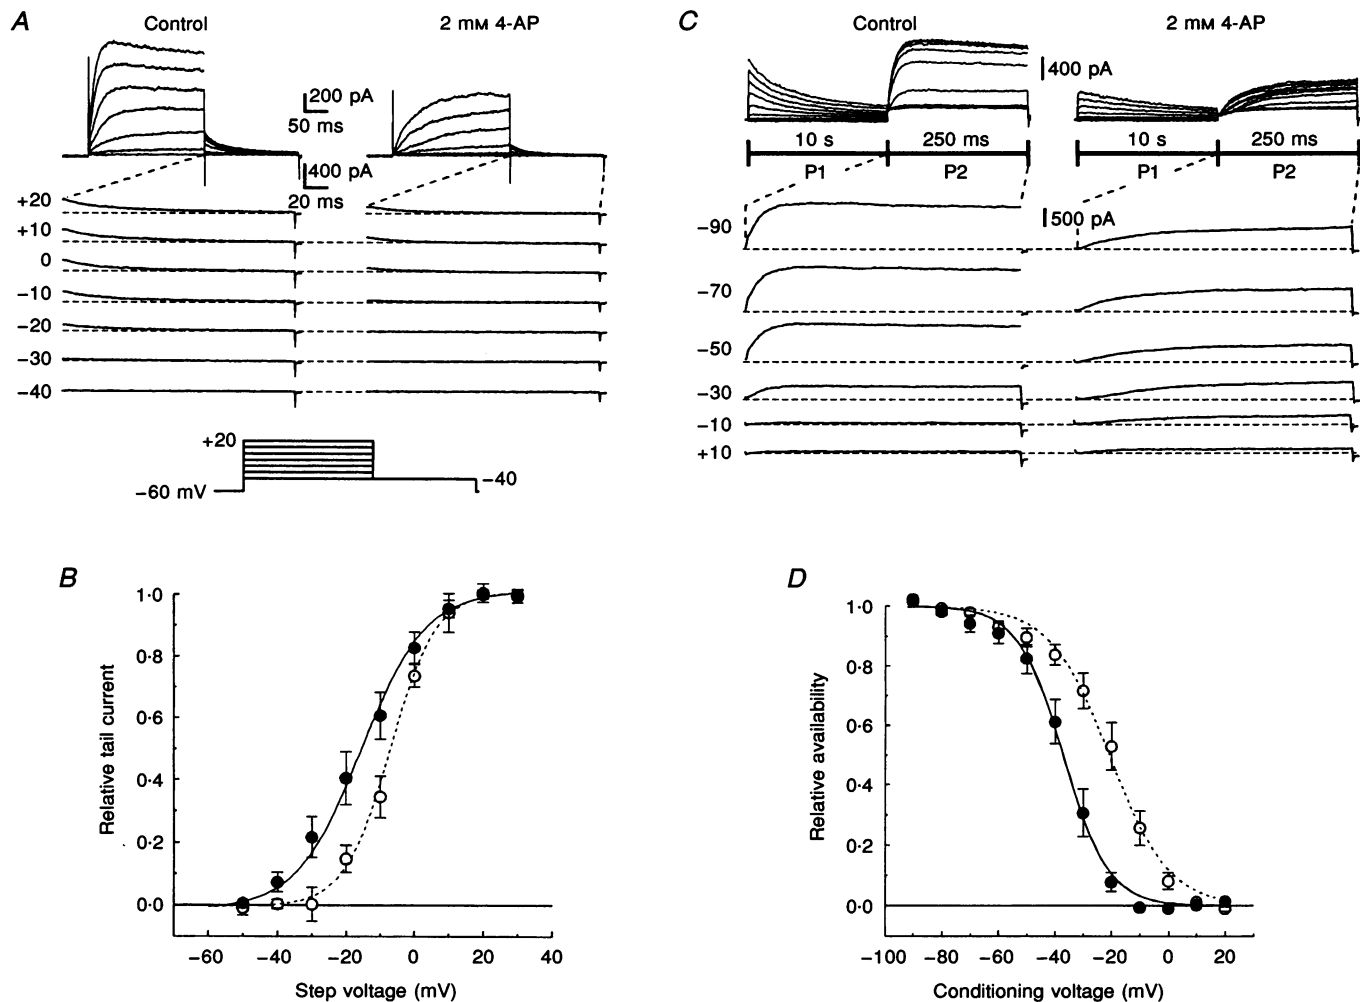 A
Control
2 mM 4-AP
200 pA
50 ms
400 pA
20 ms
+20
+10
0
−10
−20
−30
−40
+20
−60 mV
−40
C
Control
2 mM 4-AP
400 pA
10 s
250 ms
10 s
250 ms
P1
P2
P1
P2
500 pA
−90
−70
−50
−30
−10
+10
B
1·0
0·8
0·6
0·4
0·2
0·0
Relative tail current
−60
−40
−20
0
20
40
Step voltage (mV)
D
1·0
0·8
0·6
0·4
0·2
0·0
Relative availability
−100
−80
−60
−40
−20
0
20
Conditioning voltage (mV)